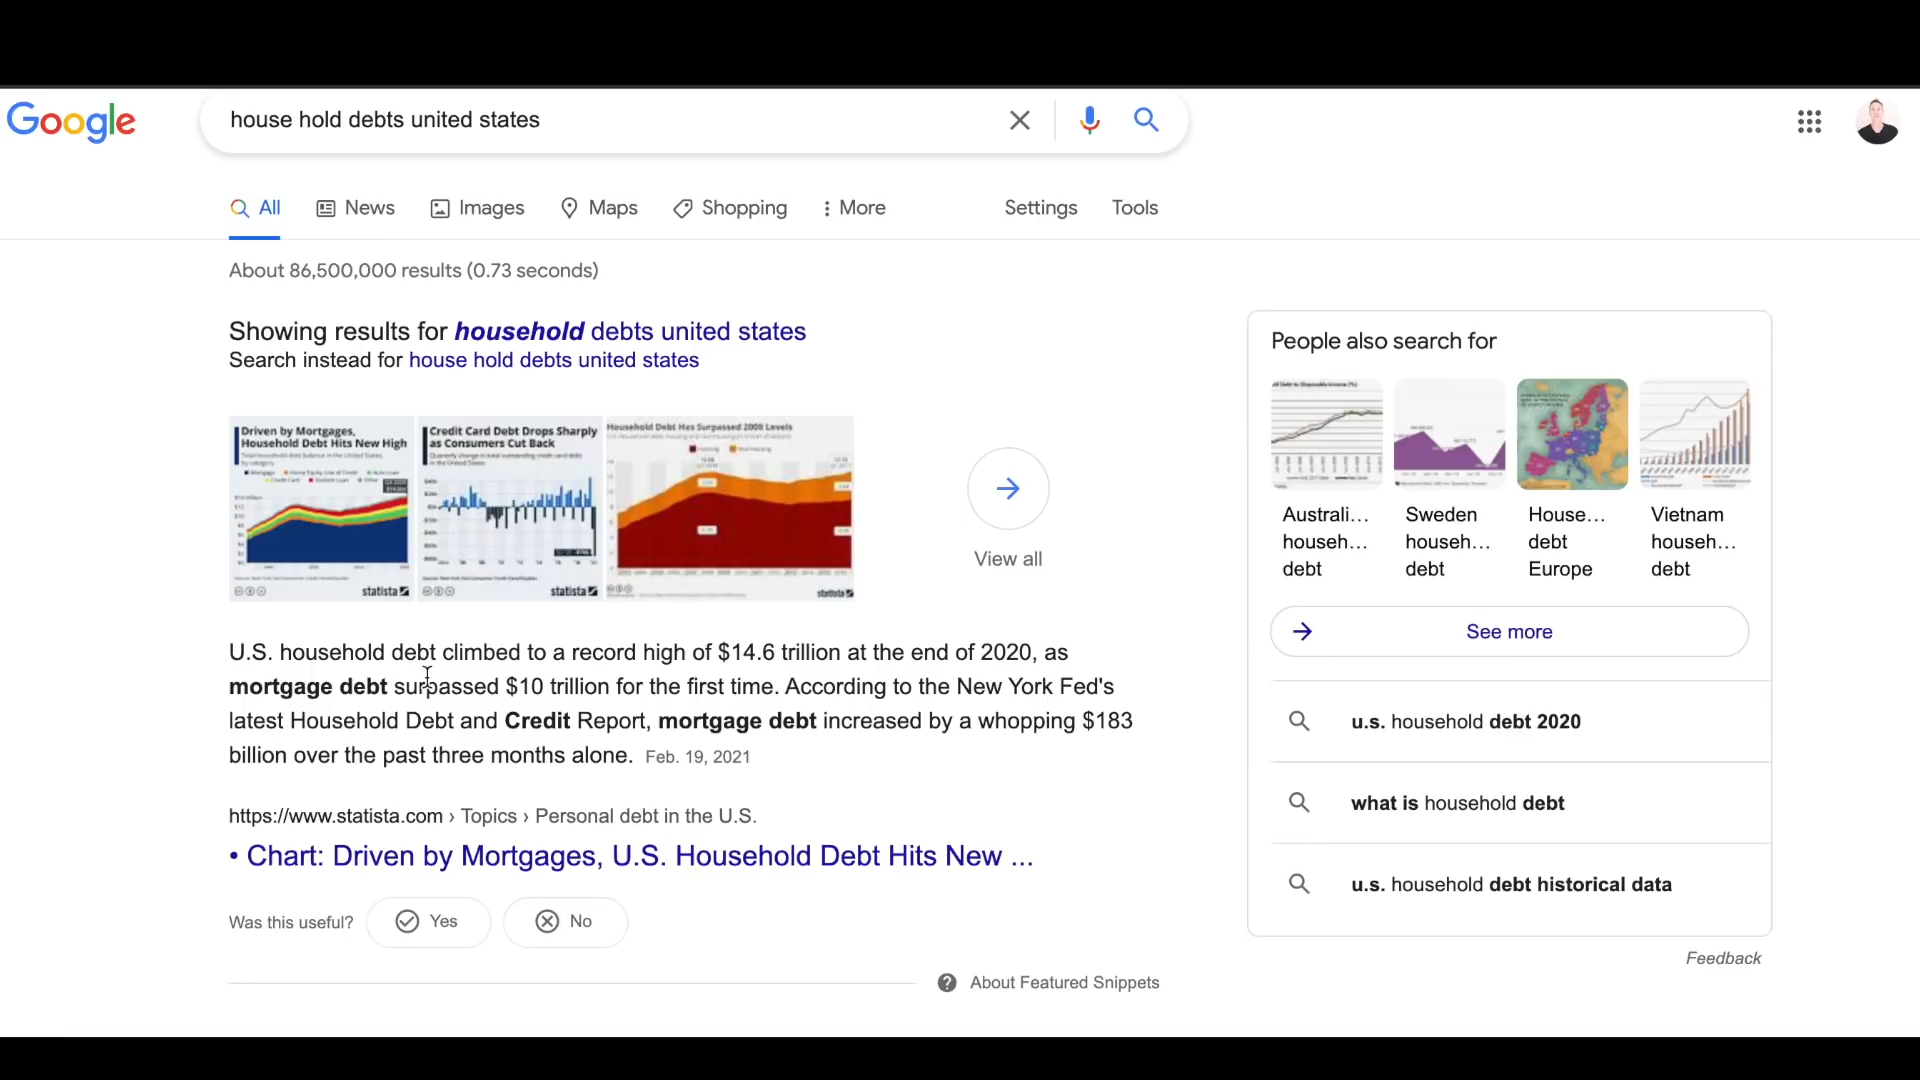 Google
house hold debts united states
All
News
Images
Maps
Shopping
More
Settings
Tools
About 86,500,000 results (0.73 seconds)
Showing results for household debts united states
Search instead for house hold debts united states
Driven by Mortgages,
Household Debt Hits New High
statista
Credit Card Debt Drops Sharply
as Consumers Cut Back
statista
Household Debt Has Surpassed 2008 Levels
statista
View all
U.S. household debt climbed to a record high of $14.6 trillion at the end of 2020, as
mortgage debt surpassed $10 trillion for the first time. According to the New York Fed's
latest Household Debt and Credit Report, mortgage debt increased by a whopping $183
billion over the past three months alone. Feb. 19, 2021
https://www.statista.com › Topics › Personal debt in the U.S.
• Chart: Driven by Mortgages, U.S. Household Debt Hits New ...
Was this useful?
Yes
No
About Featured Snippets
People also search for
Australi...
househ...
debt
Sweden
househ...
debt
House...
debt
Europe
Vietnam
househ...
debt
See more
u.s. household debt 2020
what is household debt
u.s. household debt historical data
Feedback